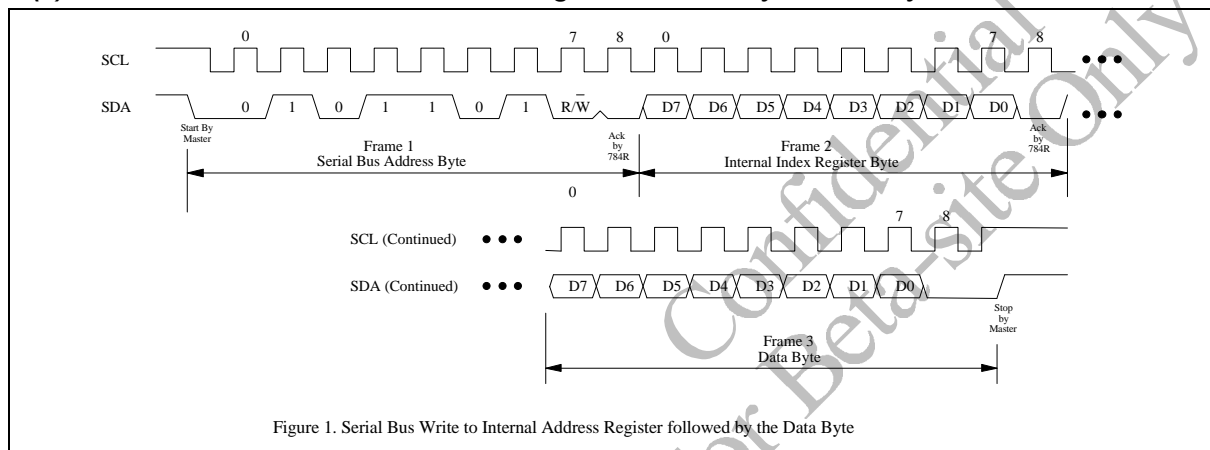 0 7 8 0 7 8
SCL
SDA 0 1 0 1 1 0 1 R/W D7 D6 D5 D4 D3 D2 D1 D0
Start By
Master
Ack
by
784R
Ack
by
784R
Frame 1
Serial Bus Address Byte
Frame 2
Internal Index Register Byte
0 7 8
SCL (Continued)
SDA (Continued) D7 D6 D5 D4 D3 D2 D1 D0
Stop
by
Master
Frame 3
Data Byte
Figure 1. Serial Bus Write to Internal Address Register followed by the Data Byte
Confidential
for Beta-site Only